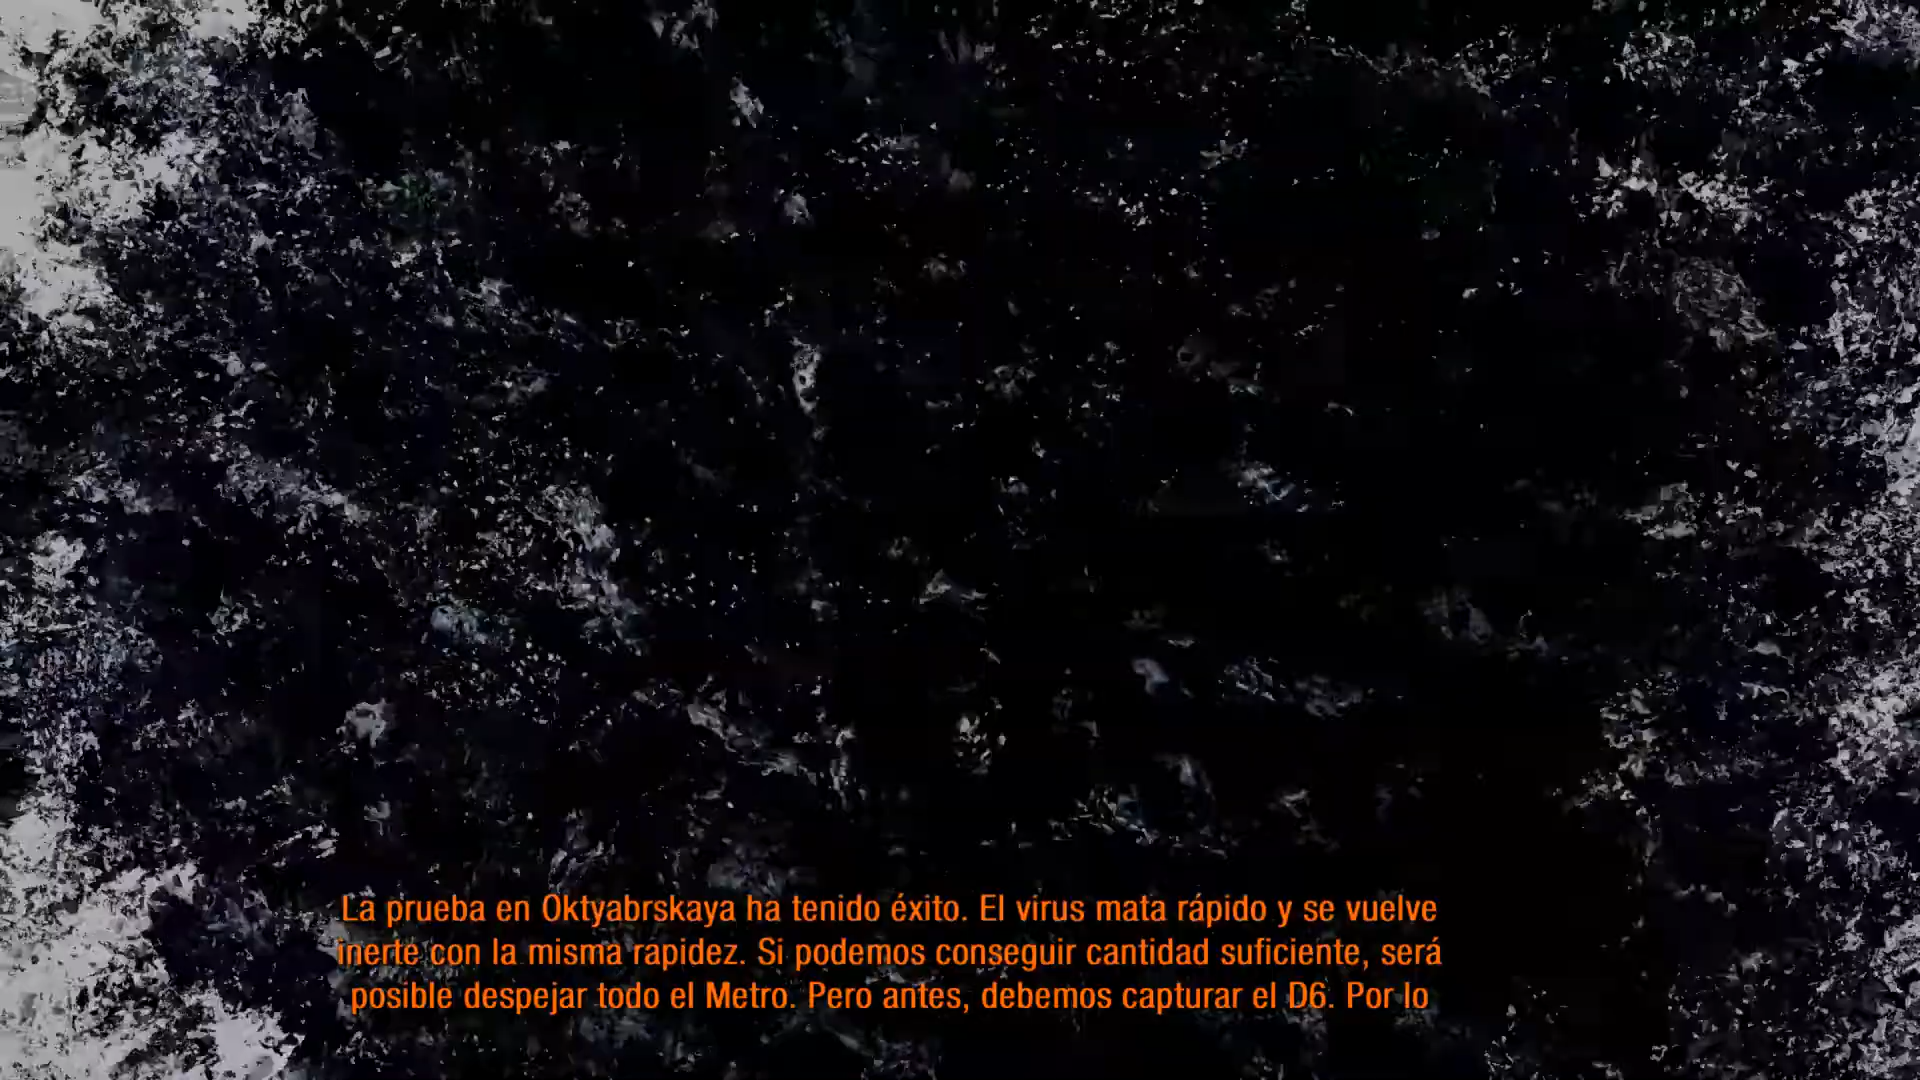 La prueba en Oktyabrskaya ha tenido éxito. El virus mata rápido y se vuelve
inerte con la misma rapidez. Si podemos conseguir cantidad suficiente, será
posible despejar todo el Metro. Pero antes, debemos capturar el D6. Por lo